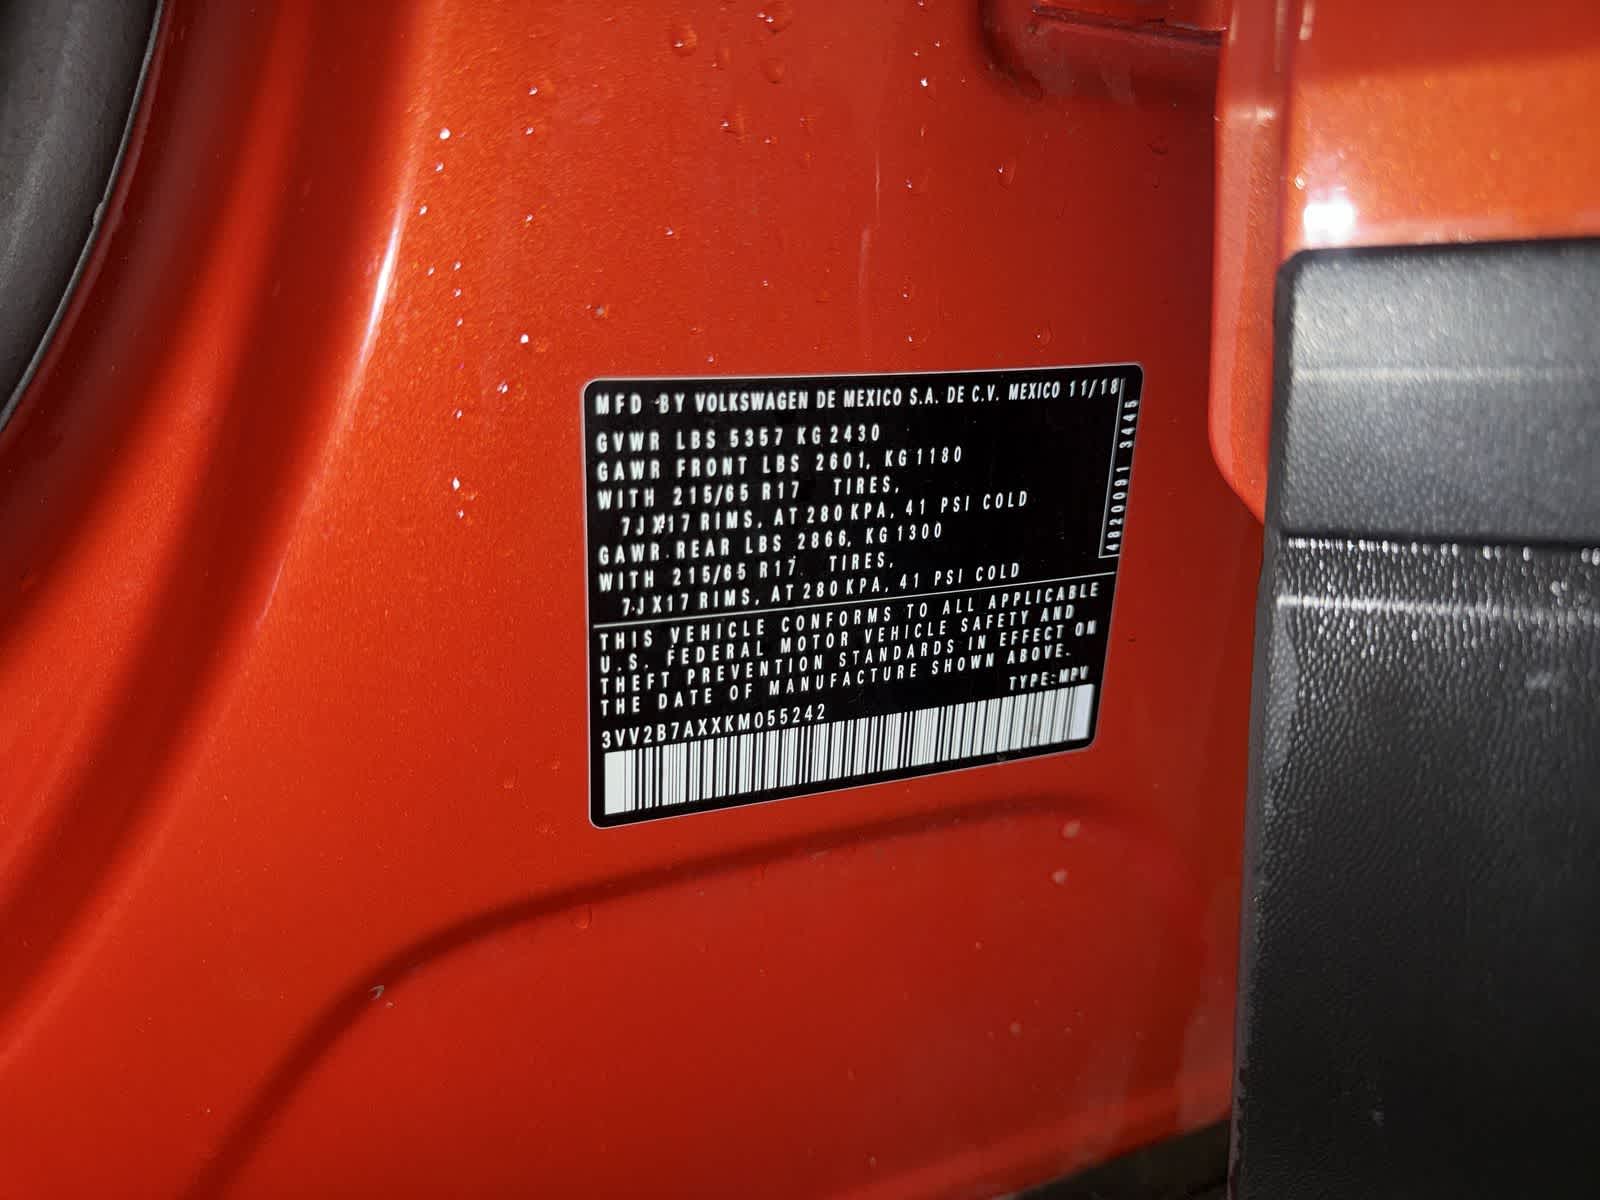 MFD BY VOLKSWAGEN DE MEXICO S.A. DE C.V. MEXICO 11/18
GVWR LBS 5357 KG 2430
GAWR FRONT LBS 2601, KG 1180
WITH 215/65 R17 TIRES,
7JX17 RIMS, AT 280 KPA, 41 PSI COLD
GAWR REAR LBS 2866, KG 1300
WITH 215/65 R17 TIRES,
7JX17 RIMS, AT 280 KPA, 41 PSI COLD
4820091 3445
THIS VEHICLE CONFORMS TO ALL APPLICABLE
U.S. FEDERAL MOTOR VEHICLE SAFETY AND
THEFT PREVENTION STANDARDS IN EFFECT ON
THE DATE OF MANUFACTURE SHOWN ABOVE.
TYPE: MPV
3VV2B7AXXKM055242